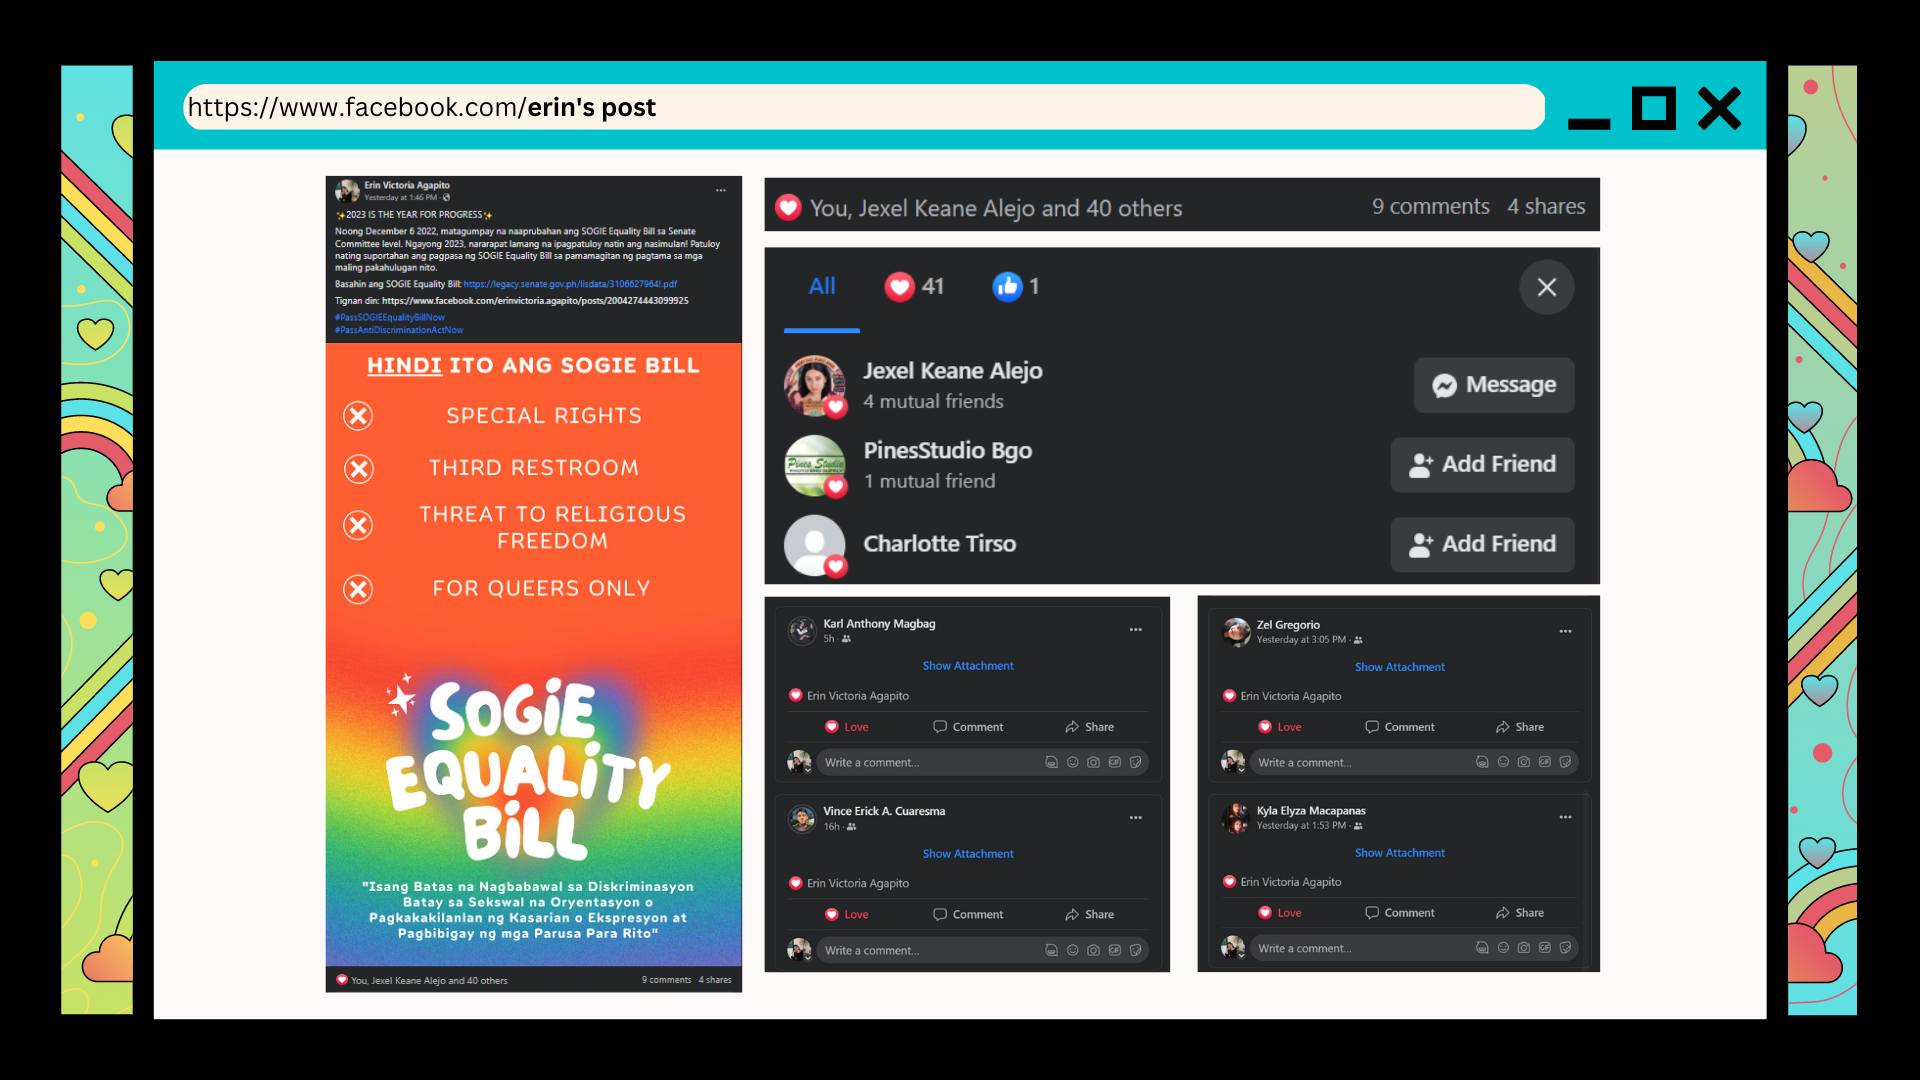 https://www.facebook.com/erin's post
Erin Victoria Agapito
Yesterday at 1:46 PM ·
✨2023 IS THE YEAR FOR PROGRESS✨
Noong December 6 2022, matagumpay na naaprubahan ang SOGIE Equality Bill sa Senate
Committee level. Ngayong 2023, nararapat lamang na ipagpatuloy natin ang nasimulan! Patuloy
nating suportahan ang pagpasa ng SOGIE Equality Bill sa pamamagitan ng pagtama sa mga
maling pakahulugan nito.
Basahin ang SOGIE Equality Bill: https://legacy.senate.gov.ph/lisdata/3106627964!.pdf
Tignan din: https://www.facebook.com/erinvictoria.agapito/posts/2004274443099925
#PassSOGIEEqualityBillNow
#PassAntiDiscriminationActNow
HINDI ITO ANG SOGIE BILL
SPECIAL RIGHTS
THIRD RESTROOM
THREAT TO RELIGIOUS
FREEDOM
FOR QUEERS ONLY
SOGiE
EQUALiTY
BiLL
"Isang Batas na Nagbabawal sa Diskriminasyon
Batay sa Sekswal na Oryentasyon o
Pagkakakilanlan ng Kasarian o Ekspresyon at
Pagbibigay ng mga Parusa Para Rito"
You, Jexel Keane Alejo and 40 others 9 comments 4 shares
You, Jexel Keane Alejo and 40 others 9 comments 4 shares
All 41 1
Jexel Keane Alejo
4 mutual friends
Message
PinesStudio Bgo
1 mutual friend
Add Friend
Pines Studio
Charlotte Tirso
Add Friend
Karl Anthony Magbag
5h ·
Show Attachment
Erin Victoria Agapito
Love Comment Share
Write a comment...
GIF
Vince Erick A. Cuaresma
16h ·
Show Attachment
Erin Victoria Agapito
Love Comment Share
Write a comment...
GIF
Zel Gregorio
Yesterday at 3:05 PM ·
Show Attachment
Erin Victoria Agapito
Love Comment Share
Write a comment...
GIF
Kyla Elyza Macapanas
Yesterday at 1:53 PM ·
Show Attachment
Erin Victoria Agapito
Love Comment Share
Write a comment...
GIF